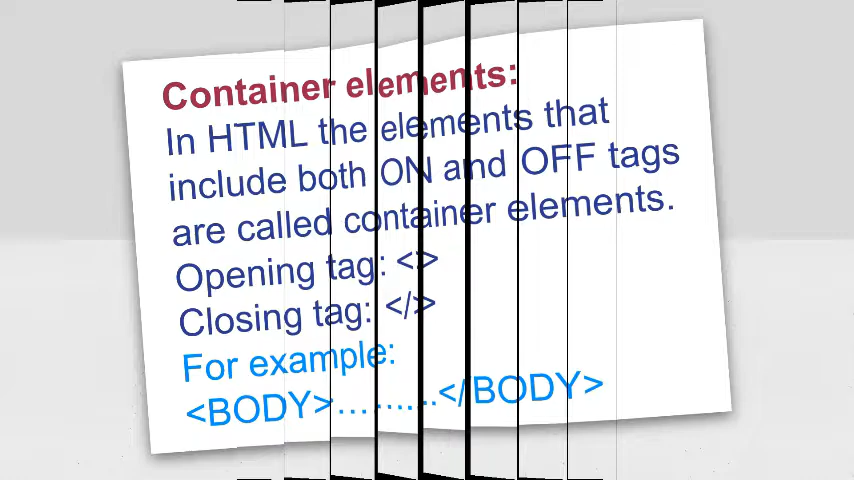 Container elements:
In HTML the elements that
include both ON and OFF tags
are called container elements.
Opening tag: <>
Closing tag: </>
For example:
<BODY>..........</BODY>